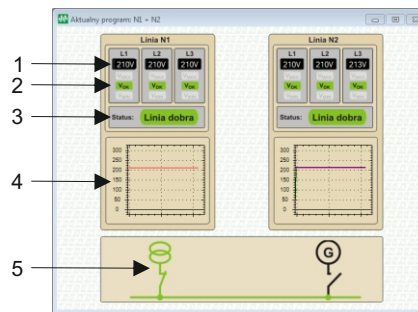 Aktualny program: N1 + N2
Linia N1
L1 L2 L3
210V 210V 210V
VOK VOK VOK
Status: Linia dobra
300
250
200
150
100
50
0
Linia N2
L1 L2 L3
210V 210V 213V
VOK VOK VOK
Status: Linia dobra
300
250
200
150
100
50
0
G
1
2
3
4
5